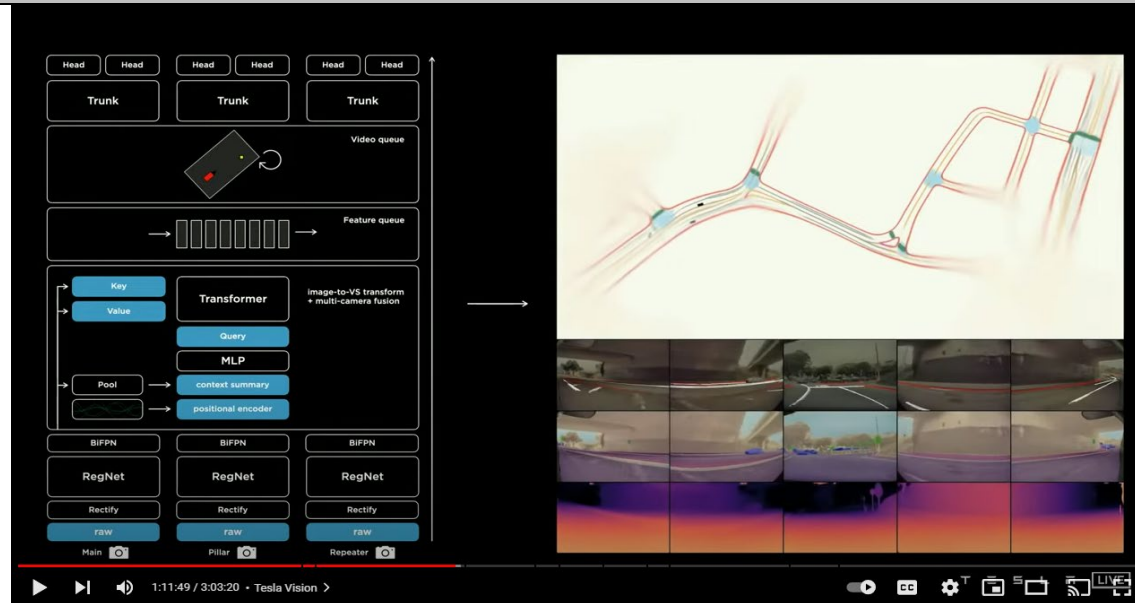 Head Head Head Head Head Head
Trunk Trunk Trunk
Video queue
Feature queue
Key
Value
Transformer
image-to-VS transform
+ multi-camera fusion
Query
MLP
Pool
context summary
positional encoder
BiFPN BiFPN BiFPN
RegNet RegNet RegNet
Rectify Rectify Rectify
raw raw raw
Main Pillar Repeater
1:11:49 / 3:03:20 • Tesla Vision >
CC
LIVE